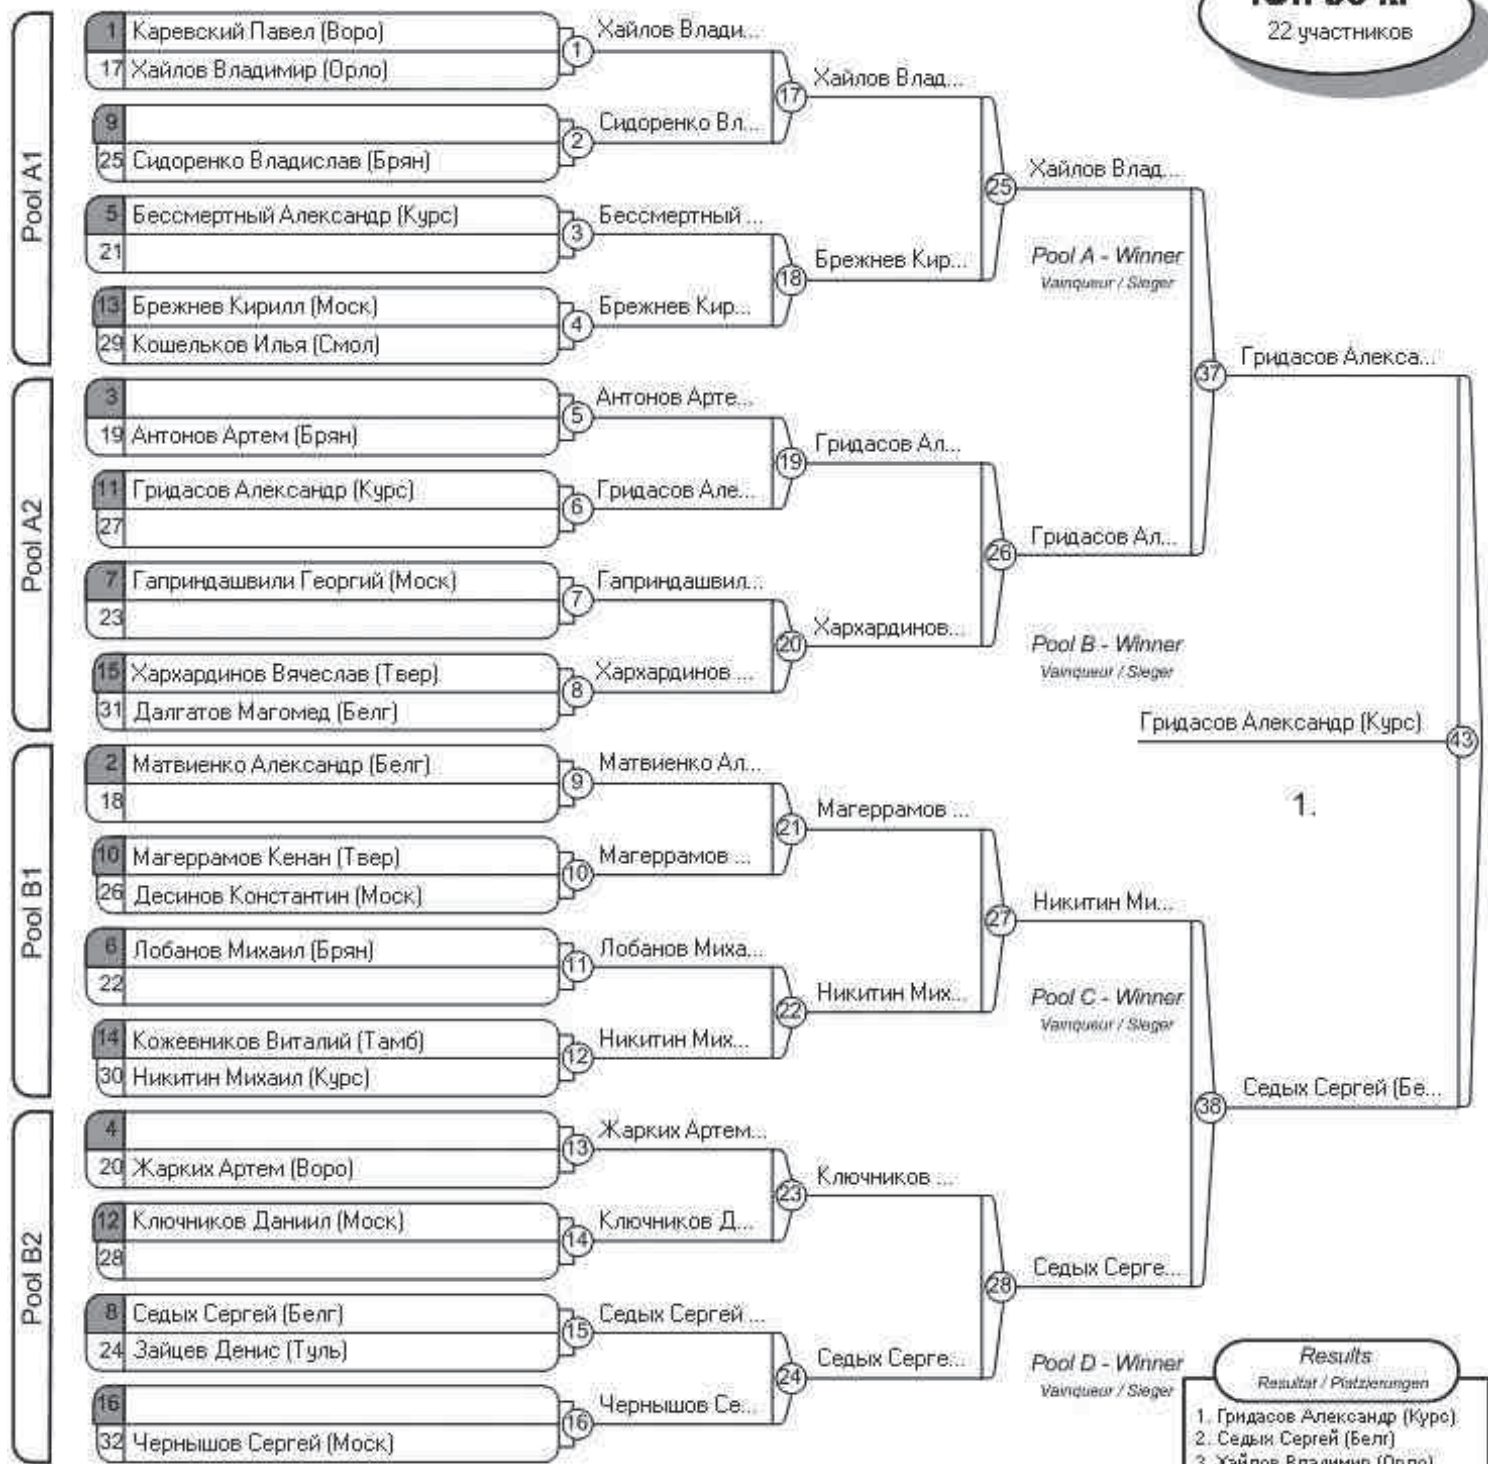 22 участников
Pool A1
1 Каревский Павел (Воро)
17 Хайлов Владимир (Орло)
1
Хайлов Влади...
9
25 Сидоренко Владислав (Брян)
2
Сидоренко Вл...
17
Хайлов Влад...
5 Бессмертный Александр (Курс)
21
3
Бессмертный ...
13 Брежнев Кирилл (Моск)
29 Кошельков Илья (Смол)
4
Брежнев Кир...
18
Брежнев Кир...
25
Хайлов Влад...
Pool A - Winner
Vainqueur / Sieger
Pool A2
3
19 Антонов Артем (Брян)
5
Антонов Арте...
11 Гридасов Александр (Курс)
27
6
Гридасов Але...
19
Гридасов Ал...
7 Гаприндашвили Георгий (Моск)
23
7
Гаприндашвил...
15 Хархардинов Вячеслав (Твер)
31 Далгатов Магомед (Белг)
8
Хархардинов ...
20
Хархардинов...
26
Гридасов Ал...
Pool B - Winner
Vainqueur / Sieger
37
Гридасов Алекса...
Pool B1
2 Матвиенко Александр (Белг)
18
9
Матвиенко Ал...
10 Магеррамов Кенан (Твер)
26 Десинов Константин (Моск)
10
Магеррамов ...
21
Магеррамов ...
6 Лобанов Михаил (Брян)
22
11
Лобанов Миха...
14 Кожевников Виталий (Тамб)
30 Никитин Михаил (Курс)
12
Никитин Мих...
22
Никитин Мих...
27
Никитин Ми...
Pool C - Winner
Vainqueur / Sieger
Pool B2
4
20 Жарких Артем (Воро)
13
Жарких Артем...
12 Ключников Даниил (Моск)
28
14
Ключников Д...
23
Ключников ...
8 Седых Сергей (Белг)
24 Зайцев Денис (Туль)
15
Седых Сергей ...
16
32 Чернышов Сергей (Моск)
16
Чернышов Се...
24
Седых Серге...
28
Седых Серге...
Pool D - Winner
Vainqueur / Sieger
38
Седых Сергей (Бе...
Гридасов Александр (Курс)
43
1.
Results
Resultat / Platzierungen
1. Гридасов Александр (Курс)
2. Седых Сергей (Белг)
3. Хайлов Владимир (Орло)